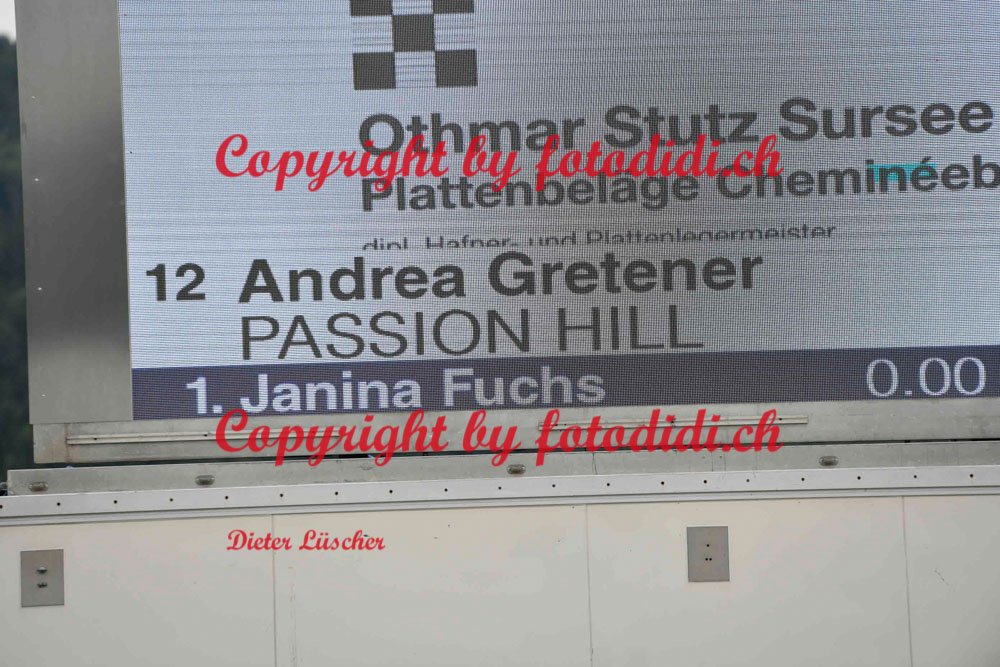 Othmar Stutz Sursee
Copyright by fotodidi.ch
Plattenbeläge Cheminéeb
dipl. Hafner- und Plattenlegermeister
12 Andrea Gretener
PASSION HILL
1. Janina Fuchs 0.00
Copyright by fotodidi.ch
Dieter Lüscher